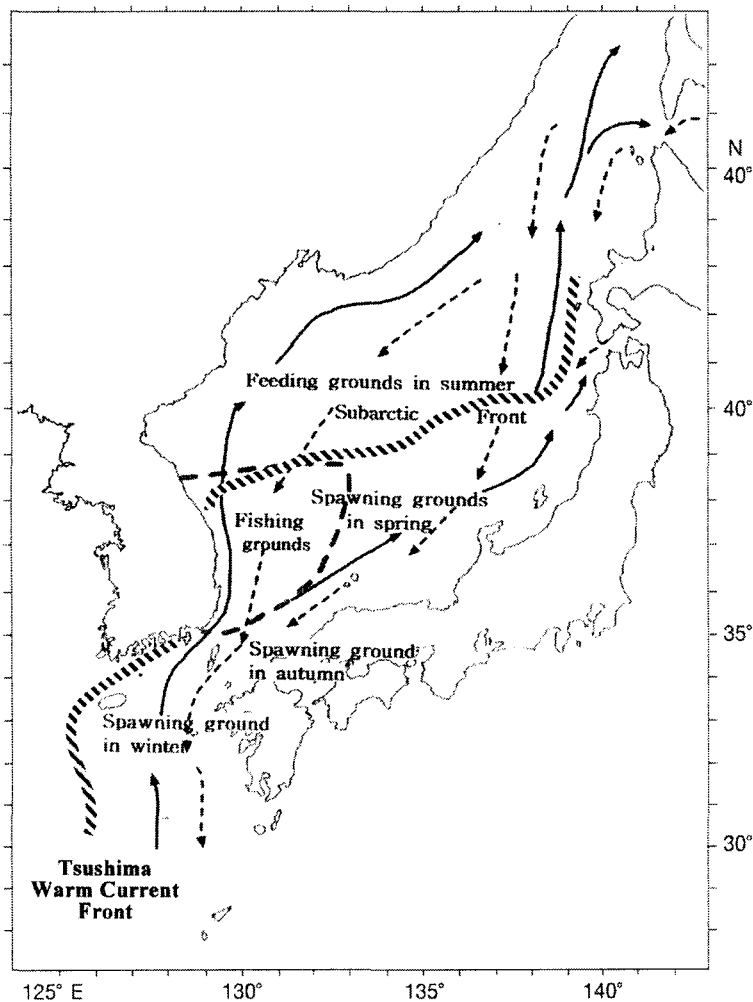 N
40°
Feeding grounds in summer
Subarctic
Front
40°
Spawning grounds
in spring
Fishing
grounds
35°
Spawning ground
in autumn
Spawning ground
in winter
30°
Tsushima
Warm Current
Front
125° E
130°
135°
140°